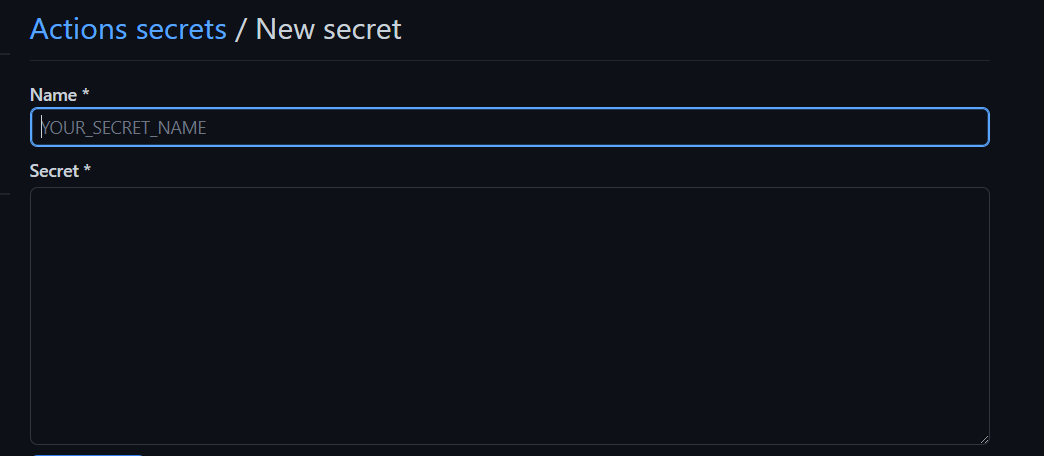 Actions secrets / New secret
Name *
YOUR_SECRET_NAME
Secret *